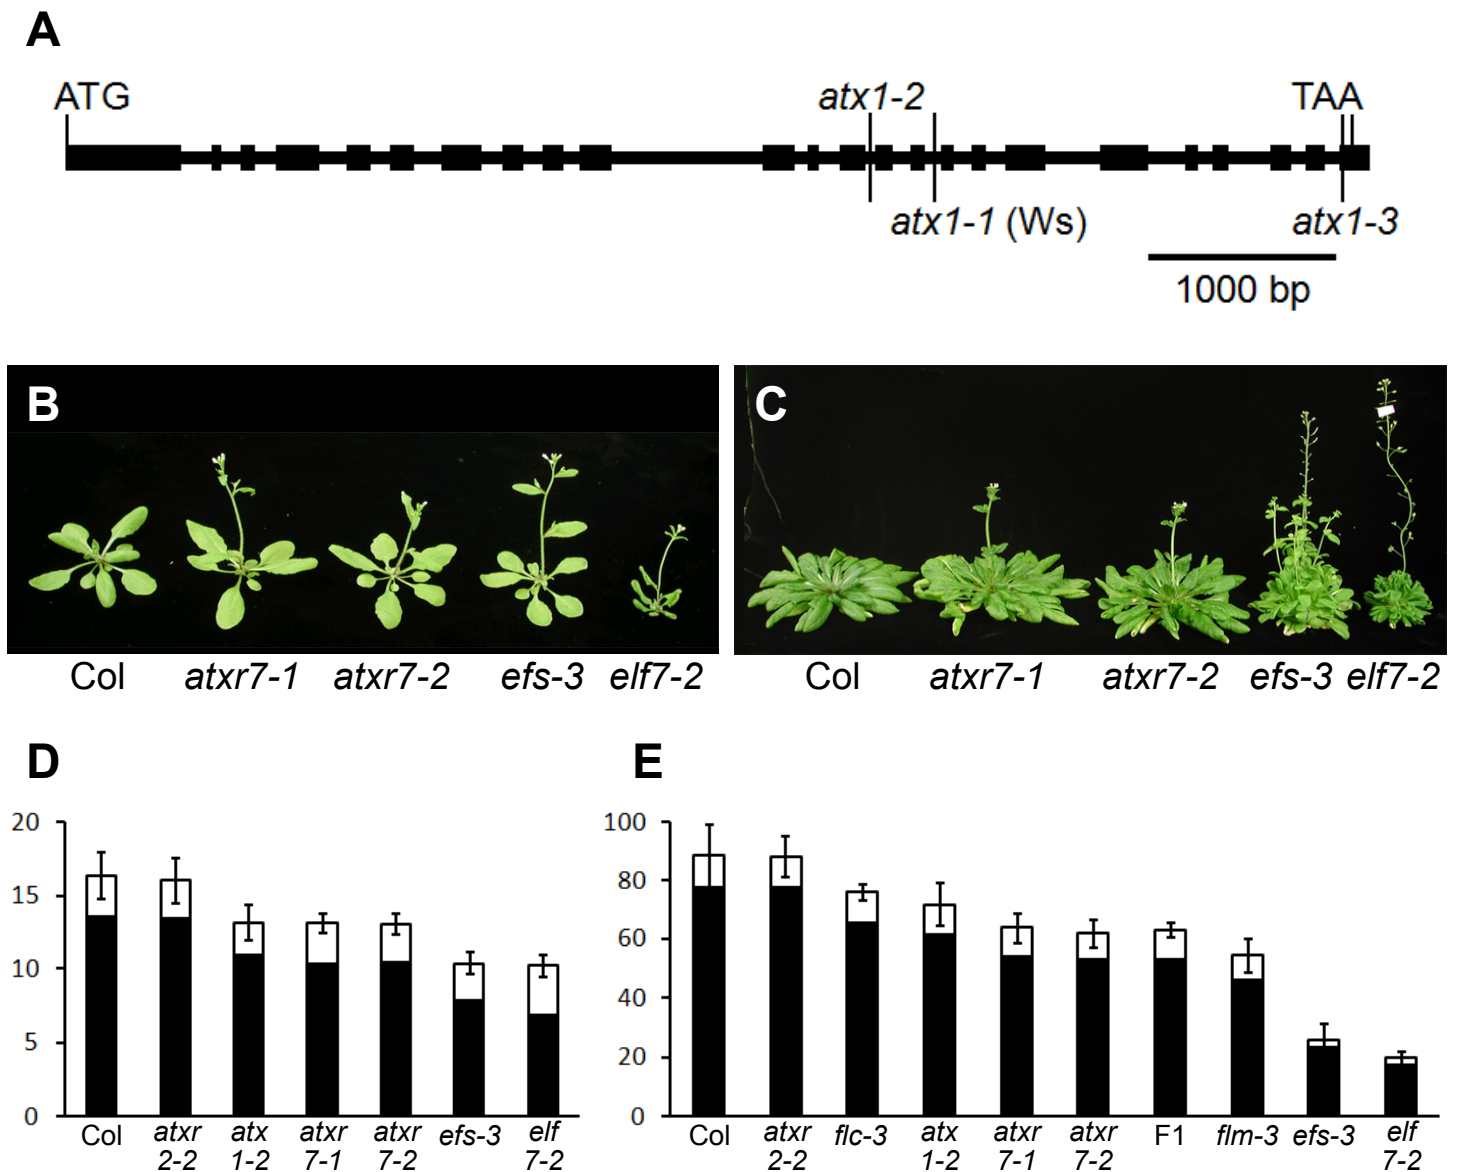 A
ATG
atx1-2
TAA
atx1-1 (Ws)
atx1-3
1000 bp
B
C
Col atxr7-1 atxr7-2 efs-3 elf7-2
Col atxr7-1 atxr7-2 efs-3 elf7-2
D
20
15
10
5
0
Col atxr 2-2 atx 1-2 atxr 7-1 atxr 7-2 efs-3 elf 7-2
E
100
80
60
40
20
0
Col atxr 2-2 flc-3 atx 1-2 atxr 7-1 atxr 7-2 F1 flm-3 efs-3 elf 7-2